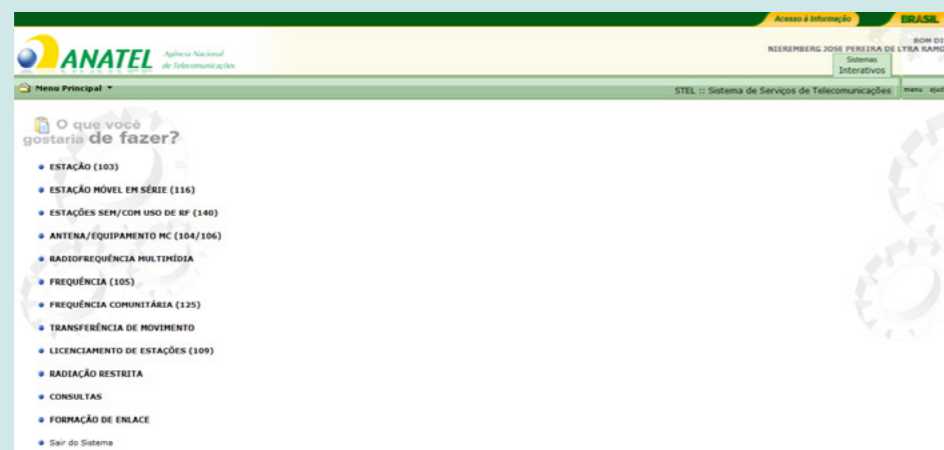 Acesso à Informação
BRASIL
ANATEL
Agência Nacional
de Telecomunicações
BOM DI
NIEREMBERG JOSE PEREIRA DE LYRA RAMO
Sistemas
Interativos
Menu Principal
STEL :: Sistema de Serviços de Telecomunicações
menu ajud
O que você
gostaria de fazer?
ESTAÇÃO (103)
ESTAÇÃO MÓVEL EM SÉRIE (116)
ESTAÇÕES SEM/COM USO DE RF (140)
ANTENA/EQUIPAMENTO MC (104/106)
RADIOFREQUÊNCIA MULTIMÍDIA
FREQUÊNCIA (105)
FREQUÊNCIA COMUNITÁRIA (125)
TRANSFERÊNCIA DE MOVIMENTO
LICENCIAMENTO DE ESTAÇÕES (109)
RADIAÇÃO RESTRITA
CONSULTAS
FORMAÇÃO DE ENLACE
Sair do Sistema